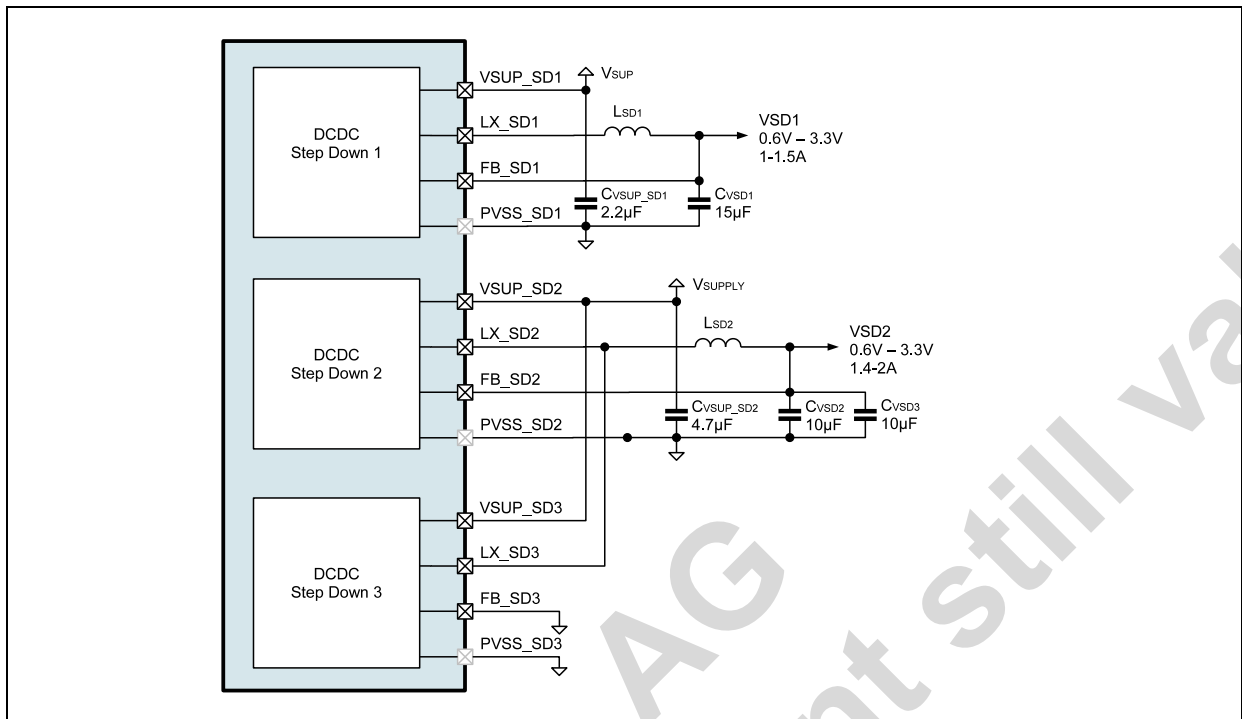 DCDC
Step Down 1
VSUP_SD1
LX_SD1
FB_SD1
PVSS_SD1
VSUP
LSD1
VSD1
0.6V – 3.3V
1-1.5A
CVSUP_SD1
2.2µF
CVSD1
15µF
DCDC
Step Down 2
VSUP_SD2
LX_SD2
FB_SD2
PVSS_SD2
VSUPPLY
LSD2
VSD2
0.6V – 3.3V
1.4-2A
CVSUP_SD2
4.7µF
CVSD2
10µF
CVSD3
10µF
DCDC
Step Down 3
VSUP_SD3
LX_SD3
FB_SD3
PVSS_SD3
AG
still